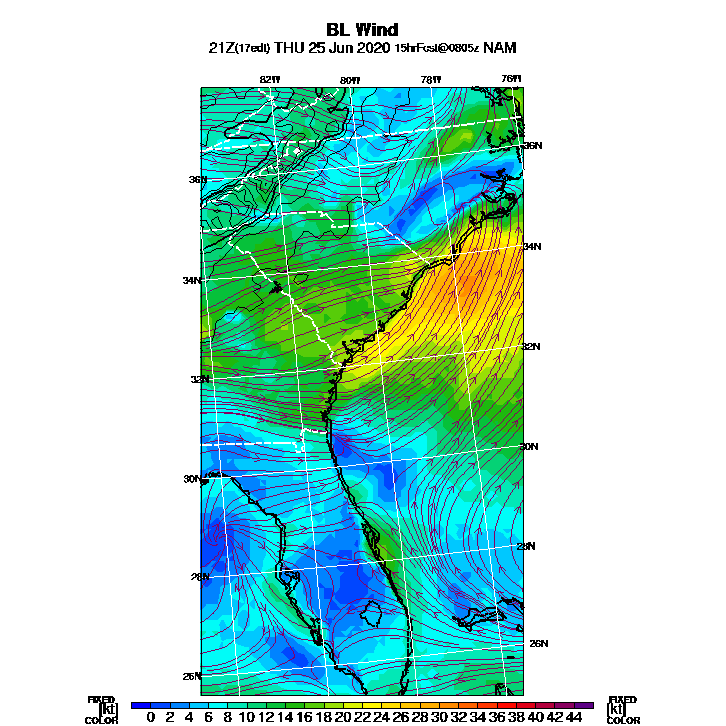 BL Wind
21Z(17edt) THU 25 Jun 2020 15hrFcst@0805z NAM
82W 80W 78W 76W
36N
36N
34N
34N
32N
32N
30N
30N
28N
28N
26N
26N
FIXED [kt] COLOR 0 2 4 6 8 10 12 14 16 18 20 22 24 26 28 30 32 34 36 38 40 42 44 FIXED [kt] COLOR